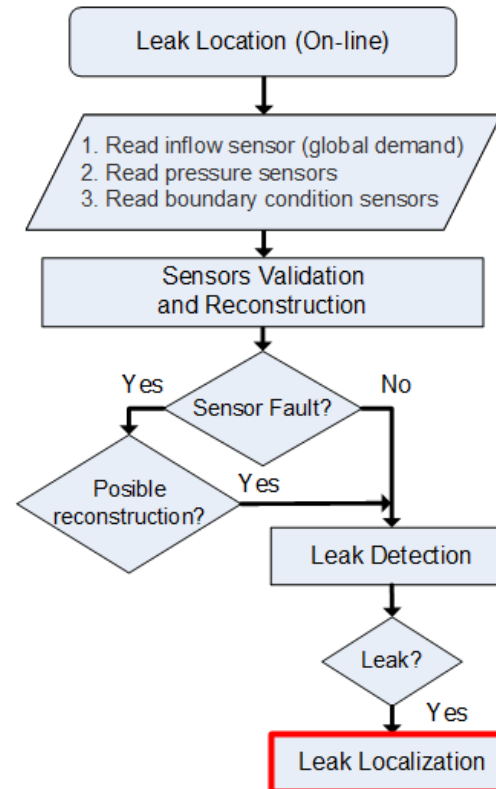 Leak Location (On-line)
1. Read inflow sensor (global demand)
2. Read pressure sensors
3. Read boundary condition sensors
Sensors Validation
and Reconstruction
Yes
No
Sensor Fault?
Posible
reconstruction?
Yes
Leak Detection
Leak?
Yes
Leak Localization